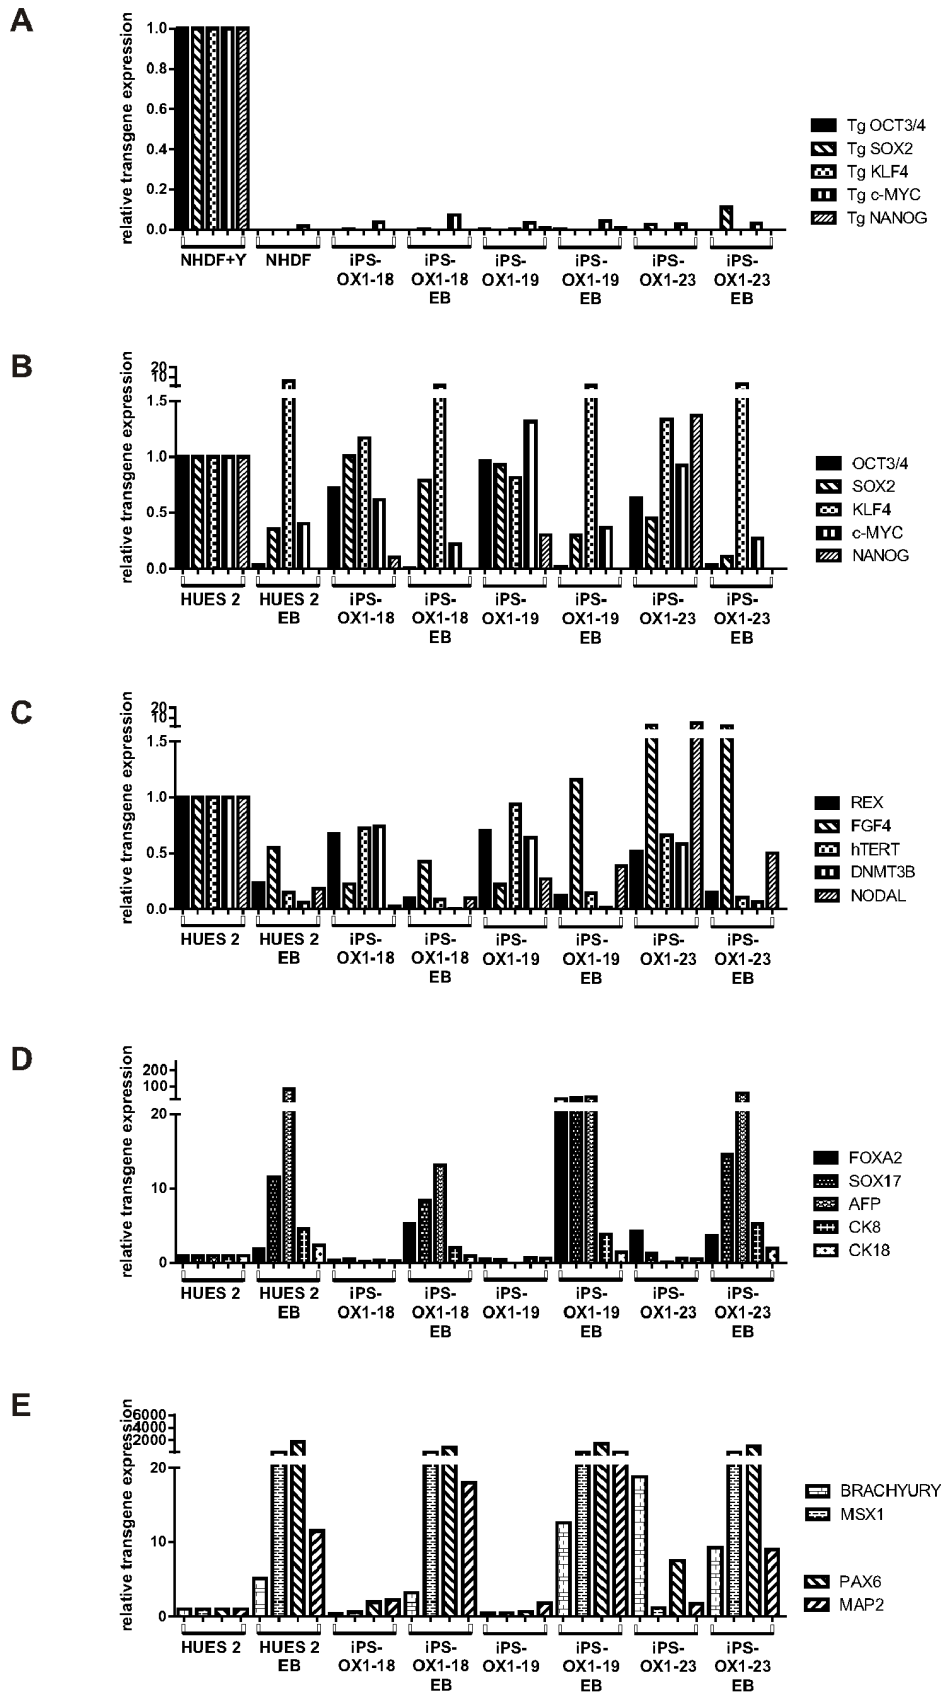 A
relative transgene expression
1.0
0.8
0.6
0.4
0.2
0.0
NHDF+Y
NHDF
iPS-
OX1-18
iPS-
OX1-18
EB
iPS-
OX1-19
iPS-
OX1-19
EB
iPS-
OX1-23
iPS-
OX1-23
EB
Tg OCT3/4
Tg SOX2
Tg KLF4
Tg c-MYC
Tg NANOG
B
relative transgene expression
20
10
1.5
1.0
0.5
0.0
HUES 2
HUES 2
EB
iPS-
OX1-18
iPS-
OX1-18
EB
iPS-
OX1-19
iPS-
OX1-19
EB
iPS-
OX1-23
iPS-
OX1-23
EB
OCT3/4
SOX2
KLF4
c-MYC
NANOG
C
relative transgene expression
20
10
1.5
1.0
0.5
0.0
HUES 2
HUES 2
EB
iPS-
OX1-18
iPS-
OX1-18
EB
iPS-
OX1-19
iPS-
OX1-19
EB
iPS-
OX1-23
iPS-
OX1-23
EB
REX
FGF4
hTERT
DNMT3B
NODAL
D
relative transgene expression
200
100
20
10
0
HUES 2
HUES 2
EB
iPS-
OX1-18
iPS-
OX1-18
EB
iPS-
OX1-19
iPS-
OX1-19
EB
iPS-
OX1-23
iPS-
OX1-23
EB
FOXA2
SOX17
AFP
CK8
CK18
E
relative transgene expression
6000
4000
2000
20
10
0
HUES 2
HUES 2
EB
iPS-
OX1-18
iPS-
OX1-18
EB
iPS-
OX1-19
iPS-
OX1-19
EB
iPS-
OX1-23
iPS-
OX1-23
EB
BRACHYURY
MSX1
PAX6
MAP2